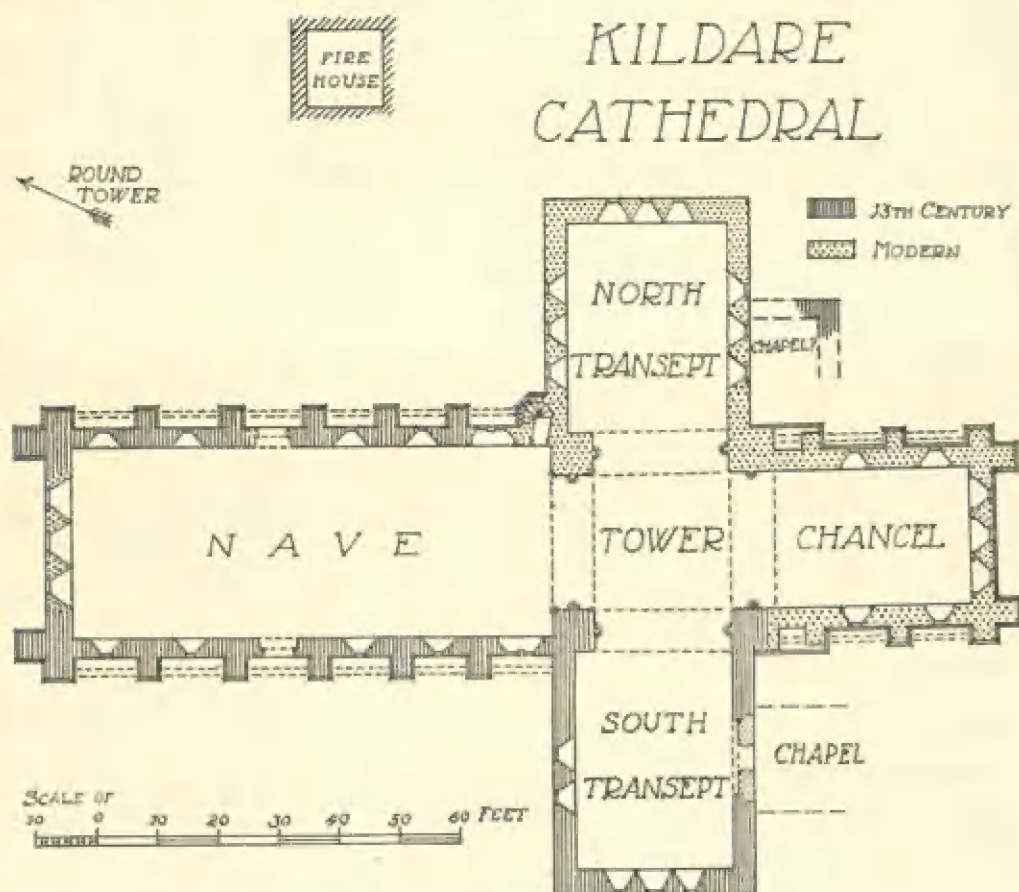 KILDARE
CATHEDRAL
FIRE
HOUSE
ROUND
TOWER
13TH CENTURY
MODERN
NORTH
TRANSEPT
CHAPEL?
NAVE
TOWER
CHANCEL
SOUTH
TRANSEPT
CHAPEL
SCALE OF
10 0 10 20 30 40 50 60 FEET